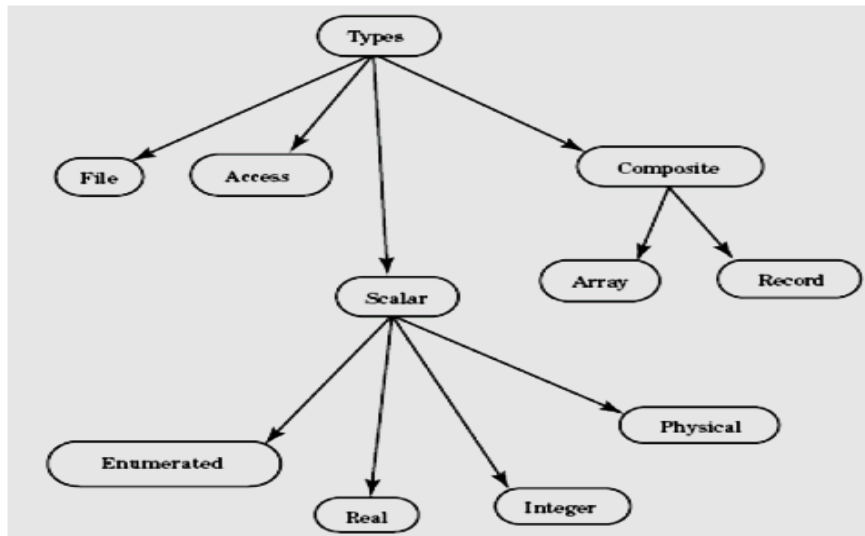 Types
File
Access
Composite
Array
Record
Scalar
Enumerated
Real
Integer
Physical